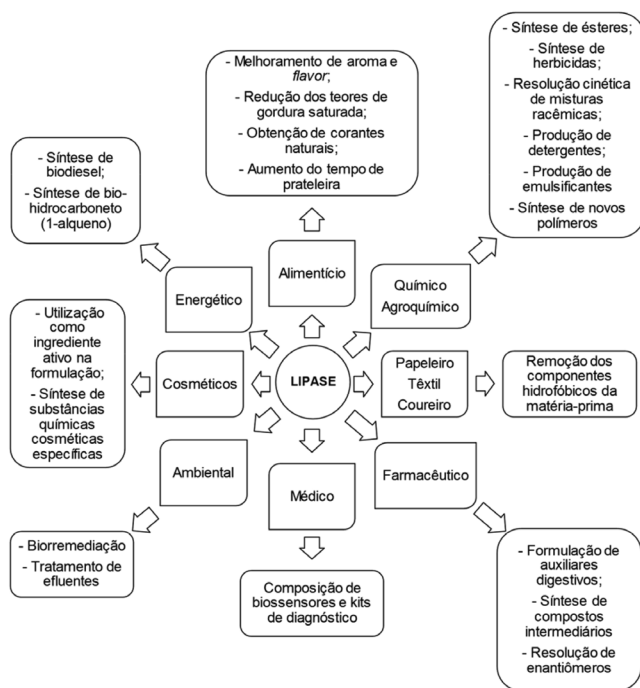 - Síntese de ésteres;
- Síntese de
herbicidas;
- Resolução cinética
de misturas
racêmicas;
- Produção de
detergentes;
- Produção de
emulsificantes
- Síntese de novos
polímeros
- Melhoramento de aroma e
flavor;
- Redução dos teores de
gordura saturada;
- Obtenção de corantes
naturais;
- Aumento do tempo de
prateleira
- Síntese de
biodiesel;
- Síntese de bio-
hidrocarboneto
(1-alqueno)
Energético
Alimentício
Químico
Agroquímico
- Utilização
como
ingrediente
ativo na
formulação;
- Síntese de
substâncias
químicas
cosméticas
específicas
Cosméticos
LIPASE
Papeleiro
Têxtil
Coureiro
Remoção dos
componentes
hidrofóbicos da
matéria-prima
Ambiental
Médico
Farmacêutico
- Biorremediação
- Tratamento de
efluentes
Composição de
biossensores e kits
de diagnóstico
- Formulação de
auxiliares
digestivos;
- Síntese de
compostos
intermediários
- Resolução de
enantiômeros